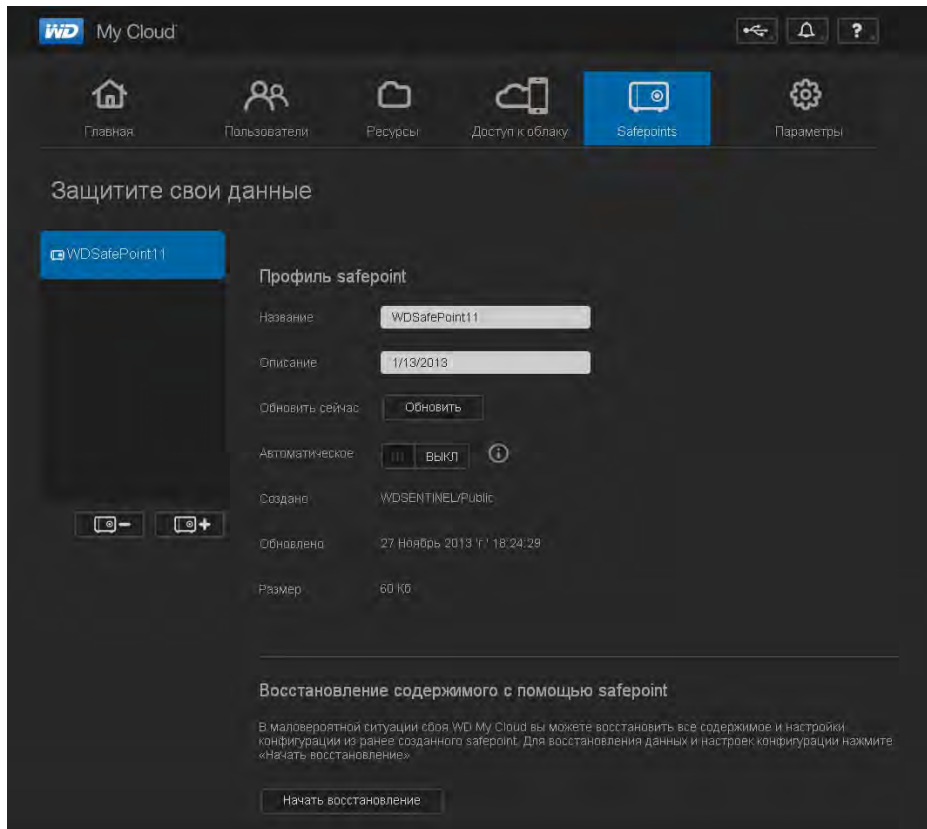 WD My Cloud
?
Главная
Пользователи
Ресурсы
Доступ к облаку
Safepoints
Параметры
Защитите свои данные
WDSafePoint11
Профиль safepoint
Название WDSafePoint11
Описание 1/13/2013
Обновить сейчас Обновить
Автоматическое ВЫКЛ
Создано WDSENTINEL/Public
Обновлено 27 Ноябрь 2013 'г.' 18:24:29
Размер 60 Кб
Восстановление содержимого с помощью safepoint
В маловероятной ситуации сбоя WD My Cloud вы можете восстановить все содержимое и настройки
конфигурации из ранее созданного safepoint. Для восстановления данных и настроек конфигурации нажмите
«Начать восстановление»
Начать восстановление